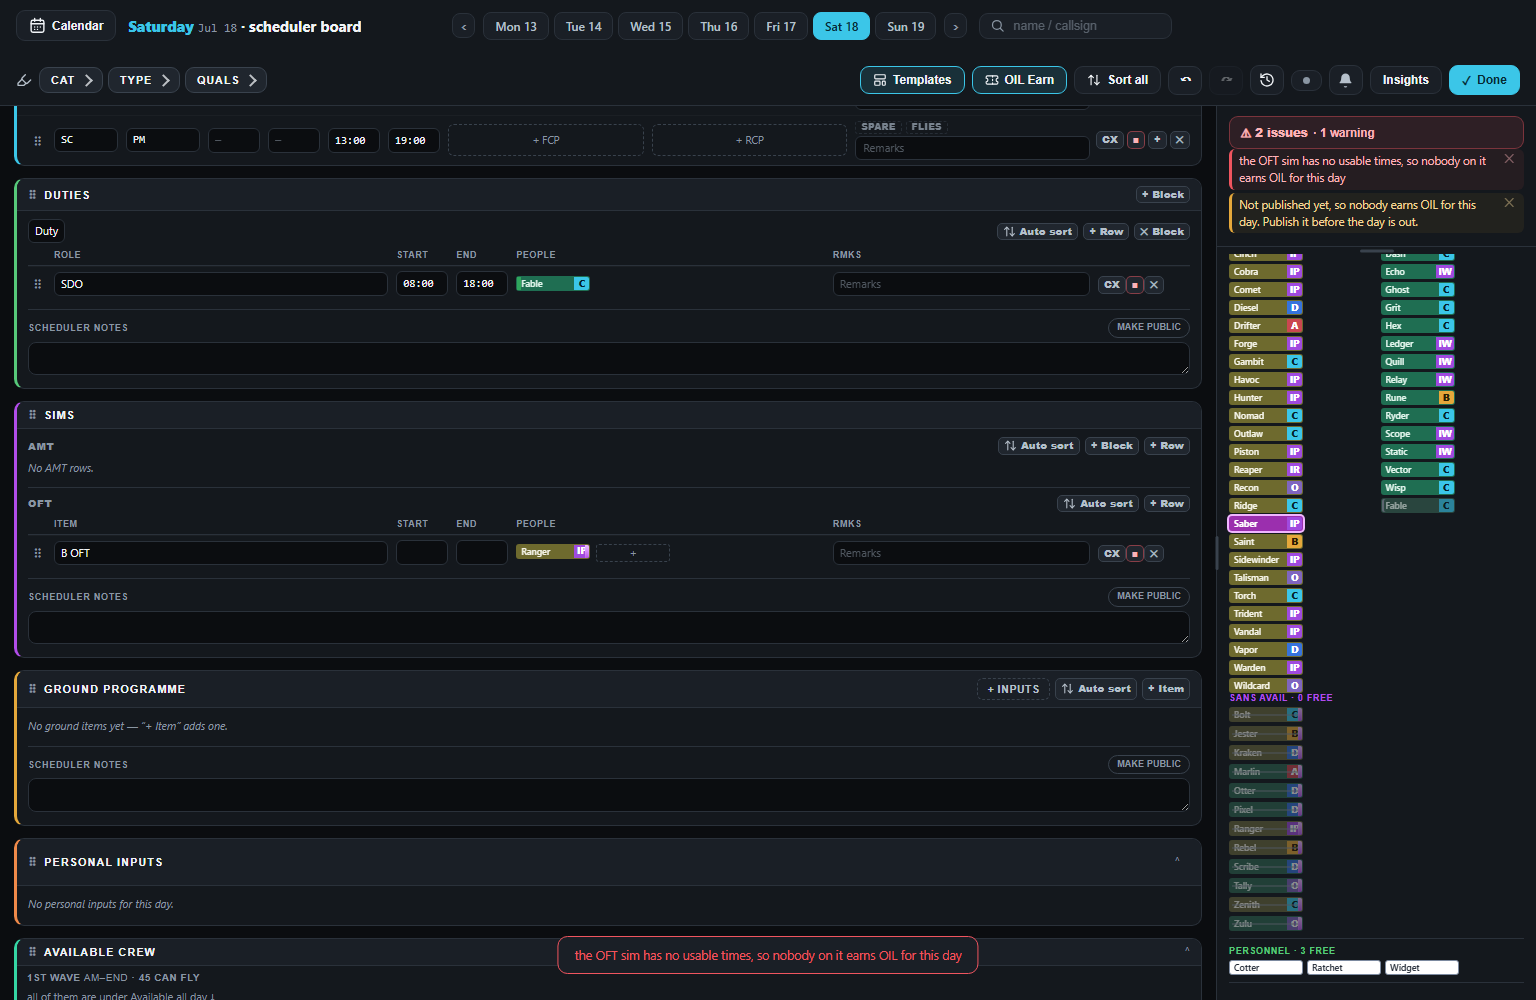 Calendar
Saturday Jul 18 · scheduler board
‹ Mon 13 Tue 14 Wed 15 Thu 16 Fri 17 Sat 18 Sun 19 ›
name / callsign
CAT TYPE QUALS
Templates OIL Earn Sort all Insights ✓ Done
SC PM – – 13:00 19:00 + FCP + RCP SPARE FLIES Remarks CX + ✕
DUTIES + Block
Duty Auto sort + Row ✕ Block
ROLE START END PEOPLE RMKS
SDO 08:00 18:00 Fable C Remarks CX ✕
SCHEDULER NOTES MAKE PUBLIC
SIMS
AMT Auto sort + Block + Row
No AMT rows.
OFT Auto sort + Row
ITEM START END PEOPLE RMKS
B OFT Ranger IP + Remarks CX ✕
SCHEDULER NOTES MAKE PUBLIC
GROUND PROGRAMME + INPUTS Auto sort + Item
No ground items yet — "+ Item" adds one.
SCHEDULER NOTES MAKE PUBLIC
PERSONAL INPUTS ^
No personal inputs for this day.
AVAILABLE CREW ^
1ST WAVE AM–END · 45 CAN FLY
all of them are under Available all day ↓
the OFT sim has no usable times, so nobody on it earns OIL for this day
⚠ 2 issues · 1 warning
the OFT sim has no usable times, so nobody on it
earns OIL for this day
Not published yet, so nobody earns OIL for this
day. Publish it before the day is out.
Cinch IP
Cobra IP
Comet IP
Diesel D
Drifter A
Forge IP
Gambit C
Havoc IP
Hunter IP
Nomad C
Outlaw C
Piston IP
Reaper IR
Recon O
Ridge C
Saber IP
Saint B
Sidewinder IP
Talisman O
Torch C
Trident IP
Vandal IP
Vapor D
Warden IP
Wildcard O
Dash C
Echo IW
Ghost C
Grit C
Hex C
Ledger IW
Quill IW
Relay IW
Rune B
Ryder C
Scope IW
Static IW
Vector C
Wisp C
Fable C
SANS AVAIL · 0 FREE
Bolt C
Jester B
Kraken D
Marlin A
Otter D
Pixel D
Ranger IP
Rebel B
Scribe D
Tally O
Zenith C
Zulu O
PERSONNEL · 3 FREE
Cotter Ratchet Widget